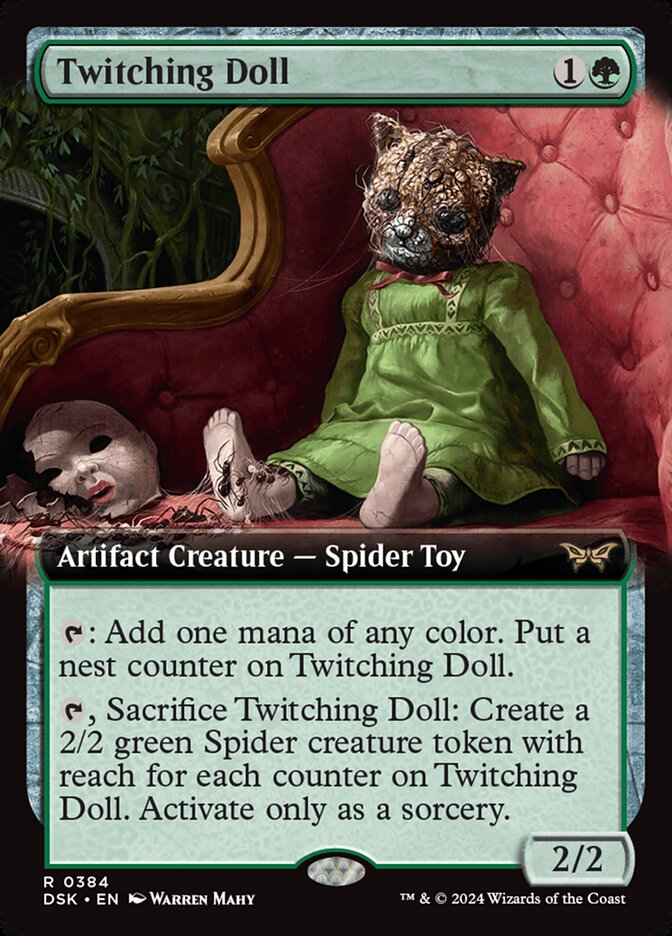 Twitching Doll 1
Artifact Creature — Spider Toy
: Add one mana of any color. Put a
nest counter on Twitching Doll.
, Sacrifice Twitching Doll: Create a
2/2 green Spider creature token with
reach for each counter on Twitching
Doll. Activate only as a sorcery.
2/2
R 0384
DSK • EN Warren Mahy
™ & © 2024 Wizards of the Coast